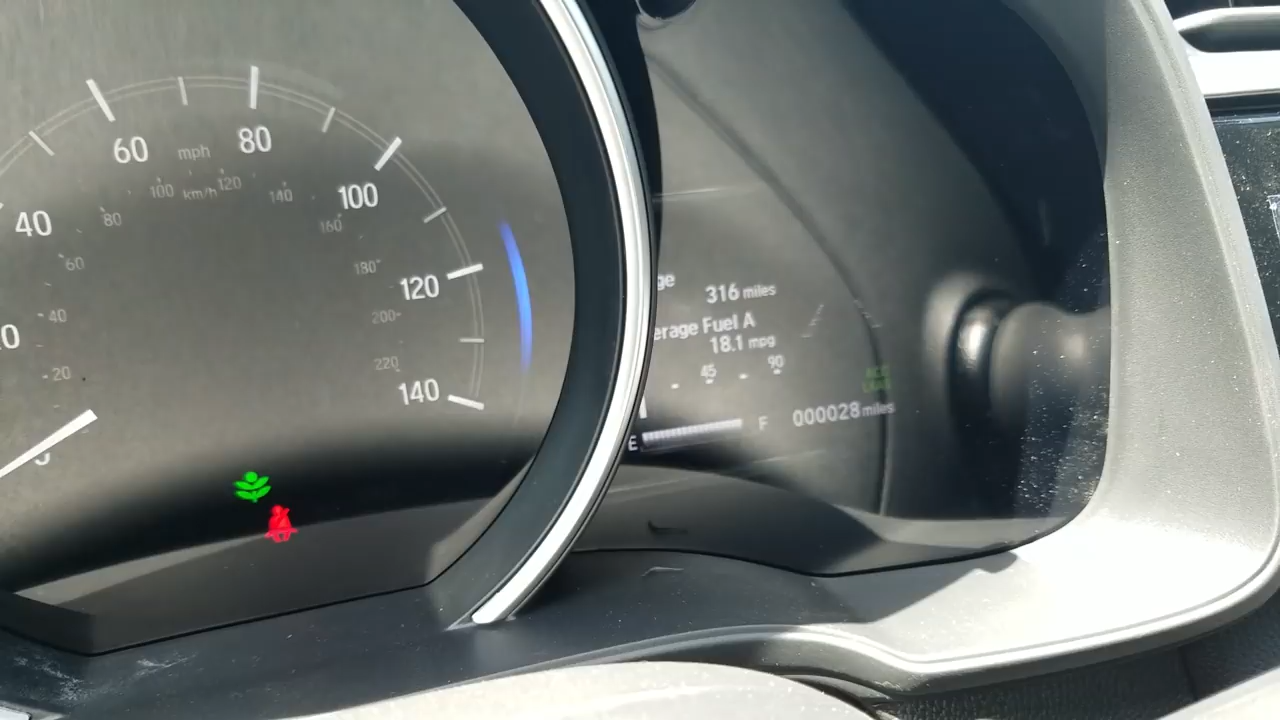 60
mph
80
100
km/h
120
140
40
80
100
160
60
180
120
40
200
20
220
140
316 miles
erage Fuel A
18.1 mpg
45
90
E
F
000028 miles